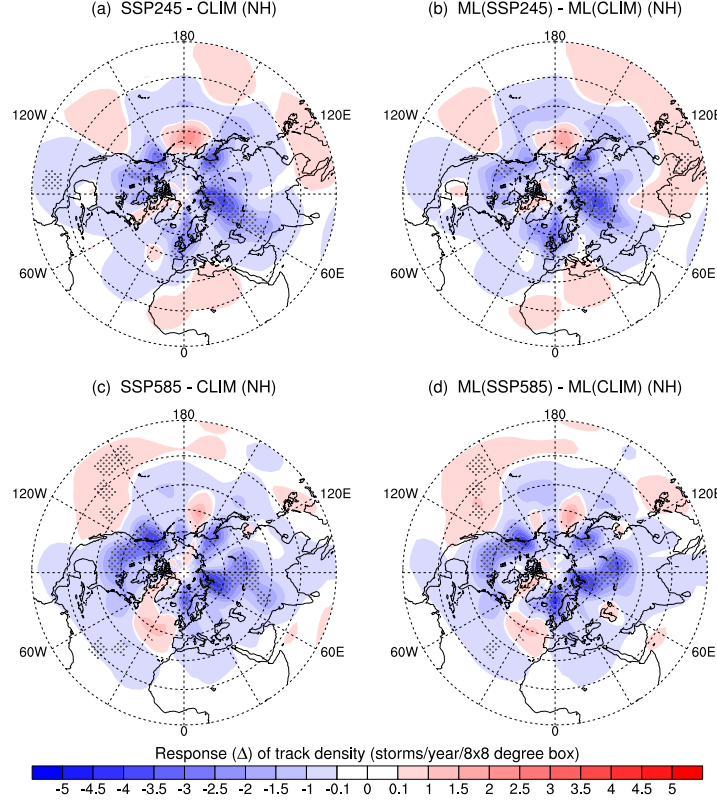 (a) SSP245 - CLIM (NH)
(b) ML(SSP245) - ML(CLIM) (NH)
180
180
120W
120E
120W
120E
60W
60E
60W
60E
0
0
(c) SSP585 - CLIM (NH)
(d) ML(SSP585) - ML(CLIM) (NH)
180
180
120W
120E
120W
120E
60W
60E
60W
60E
0
0
Response (Δ) of track density (storms/year/8x8 degree box)
-5 -4.5 -4 -3.5 -3 -2.5 -2 -1.5 -1 -0.1 0 0.1 1 1.5 2 2.5 3 3.5 4 4.5 5